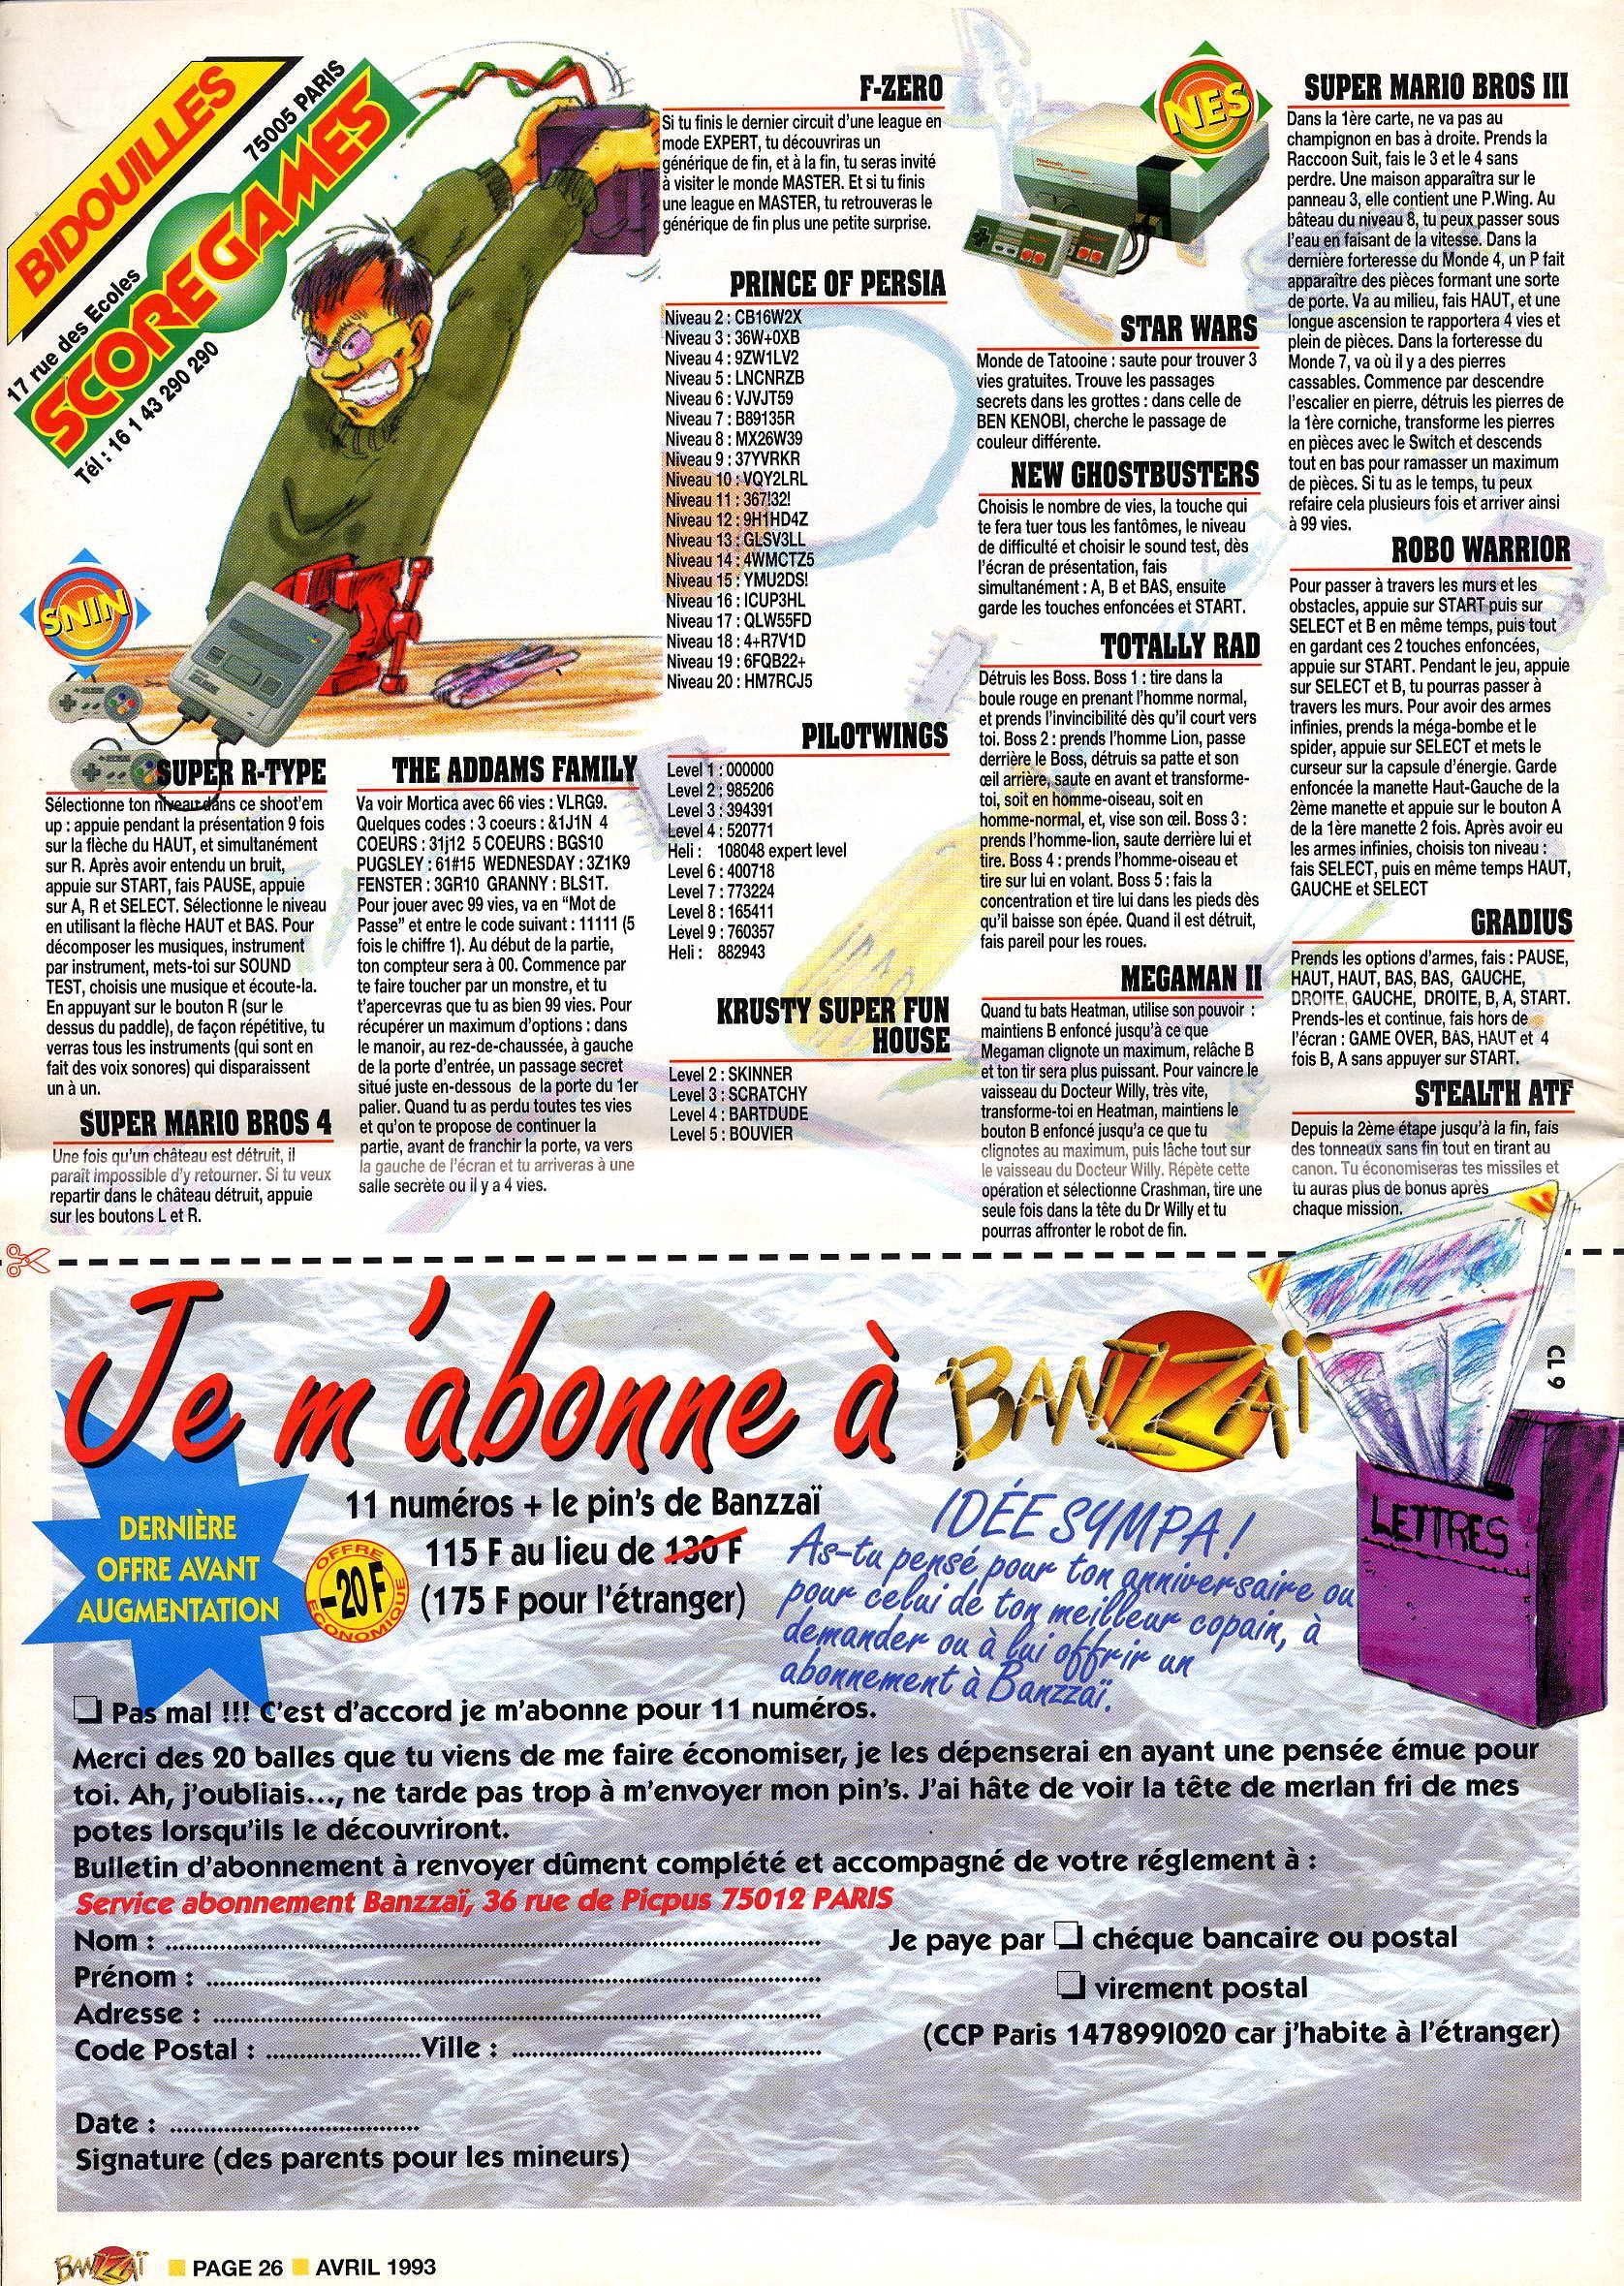 BIDOUILLES
17 rue des Ecoles
75005 PARIS
SCORE GAMES
Tél : 16 1 43 290 290
SNIN
SUPER R-TYPE
Sélectionne ton niveau dans ce shoot'em
up : appuie pendant la présentation 9 fois
sur la flèche du HAUT, et simultanément
sur R. Après avoir entendu un bruit,
appuie sur START, fais PAUSE, appuie
sur A, R et SELECT. Sélectionne le niveau
en utilisant la flèche HAUT et BAS. Pour
décomposer les musiques, instrument
par instrument, mets-toi sur SOUND
TEST, choisis une musique et écoute-la.
En appuyant sur le bouton R (sur le
dessus du paddle), de façon répétitive, tu
verras tous les instruments (qui sont en
fait des voix sonores) qui disparaissent
un à un.
SUPER MARIO BROS 4
Une fois qu'un château est détruit, il
paraît impossible d'y retourner. Si tu veux
repartir dans le château détruit, appuie
sur les boutons L et R.
THE ADDAMS FAMILY
Va voir Mortica avec 66 vies : VLRG9.
Quelques codes : 3 coeurs : &1J1N 4
COEURS : 31j12 5 COEURS : BGS10
PUGSLEY : 61#15 WEDNESDAY : 3Z1K9
FENSTER : 3GR10 GRANNY : BLS1T.
Pour jouer avec 99 vies, va en “Mot de
Passe” et entre le code suivant : 11111 (5
fois le chiffre 1). Au début de la partie,
ton compteur sera à 00. Commence par
te faire toucher par un monstre, et tu
t'apercevras que tu as bien 99 vies. Pour
récupérer un maximum d'options : dans
le manoir, au rez-de-chaussée, à gauche
de la porte d'entrée, un passage secret
situé juste en-dessous de la porte du 1er
palier. Quand tu as perdu toutes tes vies
et qu'on te propose de continuer la
partie, avant de franchir la porte, va vers
la gauche de l'écran et tu arriveras à une
salle secrète ou il y a 4 vies.
F-ZERO
Si tu finis le dernier circuit d'une league en
mode EXPERT, tu découvriras un
générique de fin, et à la fin, tu seras invité
à visiter le monde MASTER. Et si tu finis
une league en MASTER, tu retrouveras le
générique de fin plus une petite surprise.
PRINCE OF PERSIA
Niveau 2 : CB16W2X
Niveau 3 : 36W+0XB
Niveau 4 : 9ZW1LV2
Niveau 5 : LNCNRZB
Niveau 6 : VJVJT59
Niveau 7 : B89135R
Niveau 8 : MX26W39
Niveau 9 : 37YVRKR
Niveau 10 : VQY2LRL
Niveau 11 : 367!32!
Niveau 12 : 9H1HD4Z
Niveau 13 : GLSV3LL
Niveau 14 : 4WMCTZ5
Niveau 15 : YMU2DS!
Niveau 16 : ICUP3HL
Niveau 17 : QLW55FD
Niveau 18 : 4+R7V1D
Niveau 19 : 6FQB22+
Niveau 20 : HM7RCJ5
PILOTWINGS
Level 1 : 000000
Level 2 : 985206
Level 3 : 394391
Level 4 : 520771
Heli : 108048 expert level
Level 6 : 400718
Level 7 : 773224
Level 8 : 165411
Level 9 : 760357
Heli : 882943
KRUSTY SUPER FUN
HOUSE
Level 2 : SKINNER
Level 3 : SCRATCHY
Level 4 : BARTDUDE
Level 5 : BOUVIER
NES
STAR WARS
Monde de Tatooine : saute pour trouver 3
vies gratuites. Trouve les passages
secrets dans les grottes : dans celle de
BEN KENOBI, cherche le passage de
couleur différente.
NEW GHOSTBUSTERS
Choisis le nombre de vies, la touche qui
te fera tuer tous les fantômes, le niveau
de difficulté et choisir le sound test, dès
l'écran de présentation, fais
simultanément : A, B et BAS, ensuite
garde les touches enfoncées et START.
TOTALLY RAD
Détruis les Boss. Boss 1 : tire dans la
boule rouge en prenant l'homme normal,
et prends l'invincibilité dès qu'il court vers
toi. Boss 2 : prends l'homme Lion, passe
derrière le Boss, détruis sa patte et son
œil arrière, saute en avant et transforme-
toi, soit en homme-oiseau, soit en
homme-normal, et, vise son œil. Boss 3 :
prends l'homme-lion, saute derrière lui et
tire. Boss 4 : prends l'homme-oiseau et
tire sur lui en volant. Boss 5 : fais la
concentration et tire lui dans les pieds dès
qu'il baisse son épée. Quand il est détruit,
fais pareil pour les roues.
MEGAMAN II
Quand tu bats Heatman, utilise son pouvoir :
maintiens B enfoncé jusqu'à ce que
Megaman clignote un maximum, relâche B
et ton tir sera plus puissant. Pour vaincre le
vaisseau du Docteur Willy, très vite,
transforme-toi en Heatman, maintiens le
bouton B enfoncé jusqu'a ce que tu
clignotes au maximum, puis lâche tout sur
le vaisseau du Docteur Willy. Répète cette
opération et sélectionne Crashman, tire une
seule fois dans la tête du Dr Willy et tu
pourras affronter le robot de fin.
SUPER MARIO BROS III
Dans la 1ère carte, ne va pas au
champignon en bas à droite. Prends la
Raccoon Suit, fais le 3 et le 4 sans
perdre. Une maison apparaîtra sur le
panneau 3, elle contient une P.Wing. Au
bâteau du niveau 8, tu peux passer sous
l'eau en faisant de la vitesse. Dans la
dernière forteresse du Monde 4, un P fait
apparaître des pièces formant une sorte
de porte. Va au milieu, fais HAUT, et une
longue ascension te rapportera 4 vies et
plein de pièces. Dans la forteresse du
Monde 7, va où il y a des pierres
cassables. Commence par descendre
l'escalier en pierre, détruis les pierres de
la 1ère corniche, transforme les pierres
en pièces avec le Switch et descends
tout en bas pour ramasser un maximum
de pièces. Si tu as le temps, tu peux
refaire cela plusieurs fois et arriver ainsi
à 99 vies.
ROBO WARRIOR
Pour passer à travers les murs et les
obstacles, appuie sur START puis sur
SELECT et B en même temps, puis tout
en gardant ces 2 touches enfoncées,
appuie sur START. Pendant le jeu, appuie
sur SELECT et B, tu pourras passer à
travers les murs. Pour avoir des armes
infinies, prends la méga-bombe et le
spider, appuie sur SELECT et mets le
curseur sur la capsule d'énergie. Garde
enfoncée la manette Haut-Gauche de la
2ème manette et appuie sur le bouton A
de la 1ère manette 2 fois. Après avoir eu
les armes infinies, choisis ton niveau :
fais SELECT, puis en même temps HAUT,
GAUCHE et SELECT
GRADIUS
Prends les options d'armes, fais : PAUSE,
HAUT, HAUT, BAS, BAS, GAUCHE,
DROITE, GAUCHE, DROITE, B, A, START.
Prends-les et continue, fais hors de
l'écran : GAME OVER, BAS, HAUT et 4
fois B, A sans appuyer sur START.
STEALTH ATF
Depuis la 2ème étape jusqu'à la fin, fais
des tonneaux sans fin tout en tirant au
canon. Tu économiseras tes missiles et
tu auras plus de bonus après
chaque mission.
Je m'abonne à BANZZAÏ
CL 9
LETTRES
DERNIÈRE
OFFRE AVANT
AUGMENTATION
11 numéros + le pin's de Banzzaï
115 F au lieu de 130 F
(175 F pour l'étranger)
OFFRE
-20 F
ECONOMIQUE
IDÉE SYMPA !
As-tu pensé pour ton anniversaire ou
pour celui de ton meilleur copain, à
demander ou à lui offrir un
abonnement à Banzzaï.
Pas mal !!! C'est d'accord je m'abonne pour 11 numéros.
Merci des 20 balles que tu viens de me faire économiser, je les dépenserai en ayant une pensée émue pour
toi. Ah, j'oubliais..., ne tarde pas trop à m'envoyer mon pin's. J'ai hâte de voir la tête de merlan fri de mes
potes lorsqu'ils le découvriront.
Bulletin d'abonnement à renvoyer dûment complété et accompagné de votre réglement à :
Service abonnement Banzzaï, 36 rue de Picpus 75012 PARIS
Nom :
Prénom :
Adresse :
Code Postal : Ville :
Je paye par chéque bancaire ou postal
virement postal
(CCP Paris 1478991020 car j'habite à l'étranger)
Date :
Signature (des parents pour les mineurs)
BANZZAÏ PAGE 26 AVRIL 1993